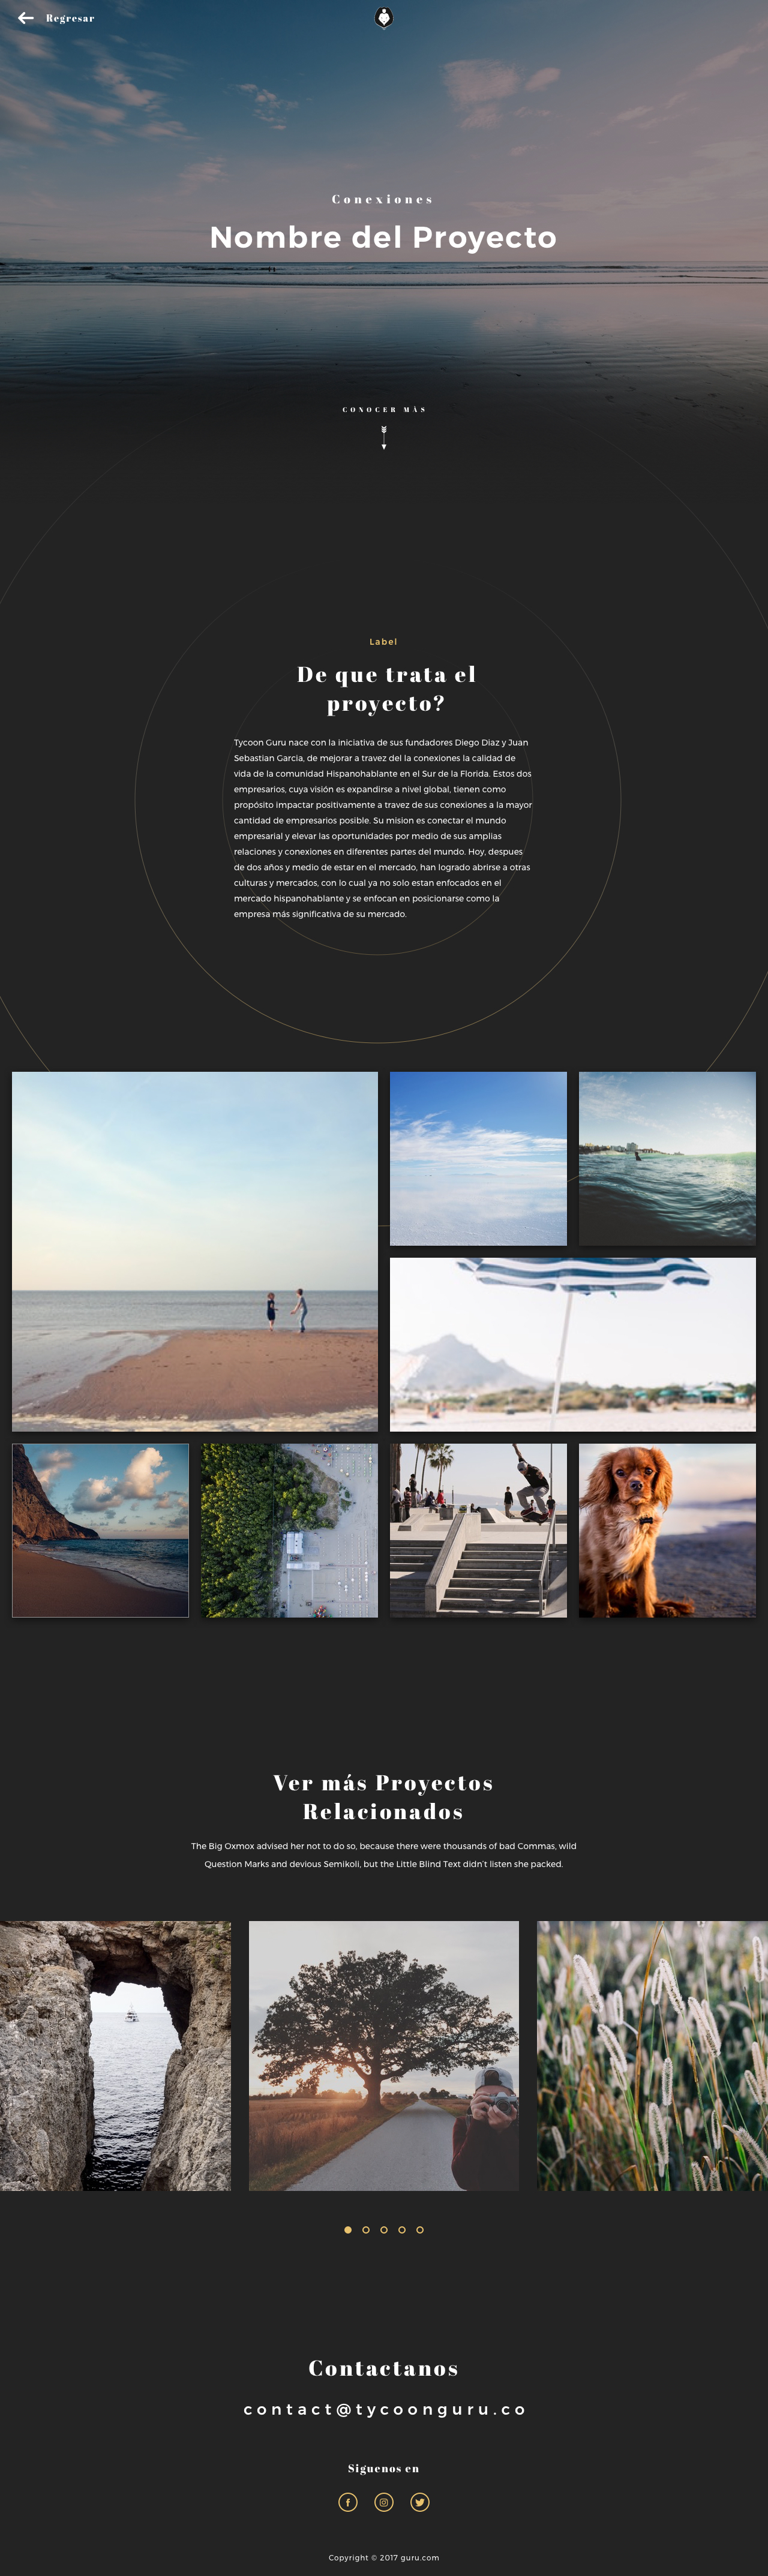 Regresar
Conexiones
Nombre del Proyecto
CONOCER MÀS
Label
De que trata el
proyecto?
Tycoon Guru nace con la iniciativa de sus fundadores Diego Diaz y Juan
Sebastian Garcia, de mejorar a travez del la conexiones la calidad de
vida de la comunidad Hispanohablante en el Sur de la Florida. Estos dos
empresarios, cuya visión es expandirse a nivel global, tienen como
propósito impactar positivamente a travez de sus conexiones a la mayor
cantidad de empresarios posible. Su mision es conectar el mundo
empresarial y elevar las oportunidades por medio de sus amplias
relaciones y conexiones en diferentes partes del mundo. Hoy, despues
de dos años y medio de estar en el mercado, han logrado abrirse a otras
culturas y mercados, con lo cual ya no solo estan enfocados en el
mercado hispanohablante y se enfocan en posicionarse como la
empresa más significativa de su mercado.
Ver más Proyectos
Relacionados
The Big Oxmox advised her not to do so, because there were thousands of bad Commas, wild
Question Marks and devious Semikoli, but the Little Blind Text didn't listen she packed.
Contactanos
contact@tycoonguru.co
Siguenos en
Copyright © 2017 guru.com